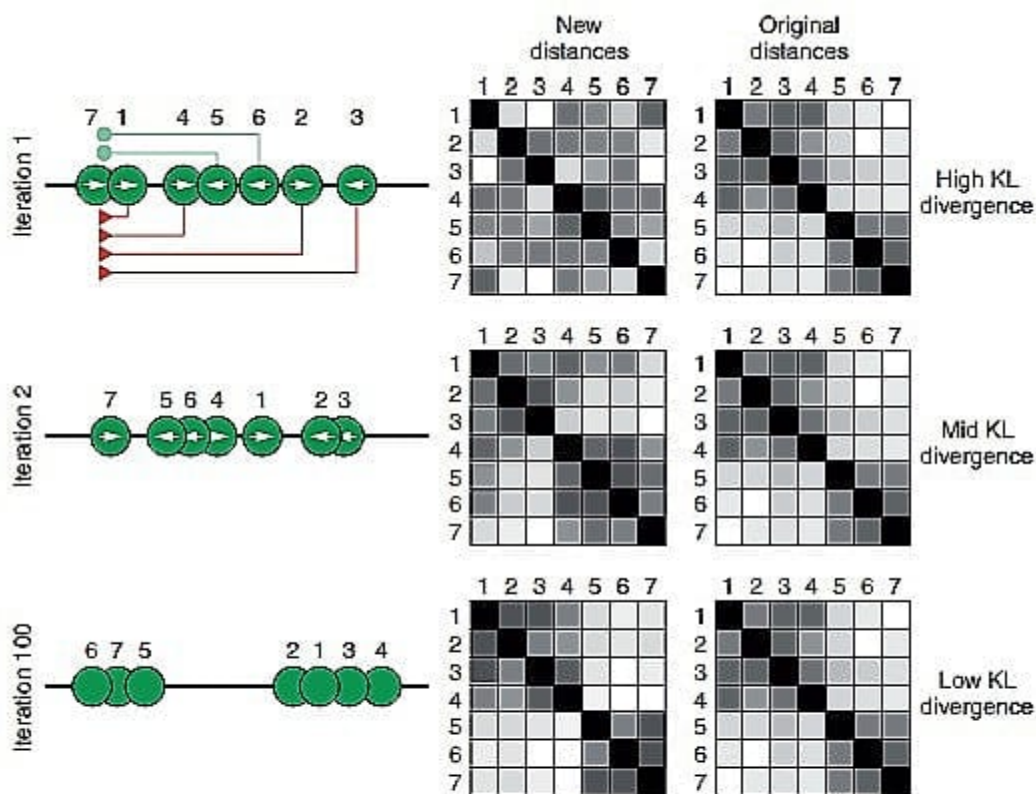 New
distances
Original
distances
Iteration 1
7 1 4 5 6 2 3
1 2 3 4 5 6 7
1
2
3
4
5
6
7
1 2 3 4 5 6 7
1
2
3
4
5
6
7
High KL
divergence
Iteration 2
7 5 6 4 1 2 3
1 2 3 4 5 6 7
1
2
3
4
5
6
7
1 2 3 4 5 6 7
1
2
3
4
5
6
7
Mid KL
divergence
Iteration 100
6 7 5 2 1 3 4
1 2 3 4 5 6 7
1
2
3
4
5
6
7
1 2 3 4 5 6 7
1
2
3
4
5
6
7
Low KL
divergence